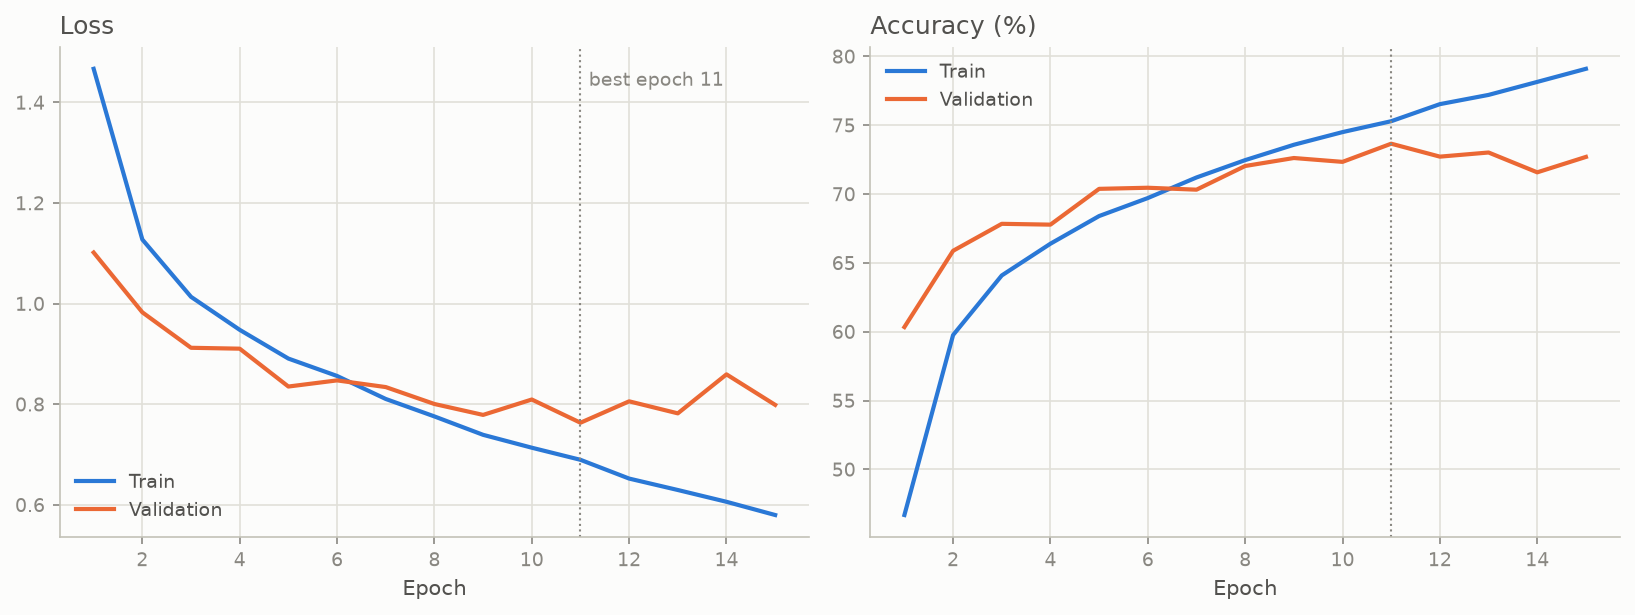 Loss
1.4
1.2
1.0
0.8
0.6
best epoch 11
Train
Validation
2 4 6 8 10 12 14
Epoch
Accuracy (%)
80
75
70
65
60
55
50
Train
Validation
2 4 6 8 10 12 14
Epoch